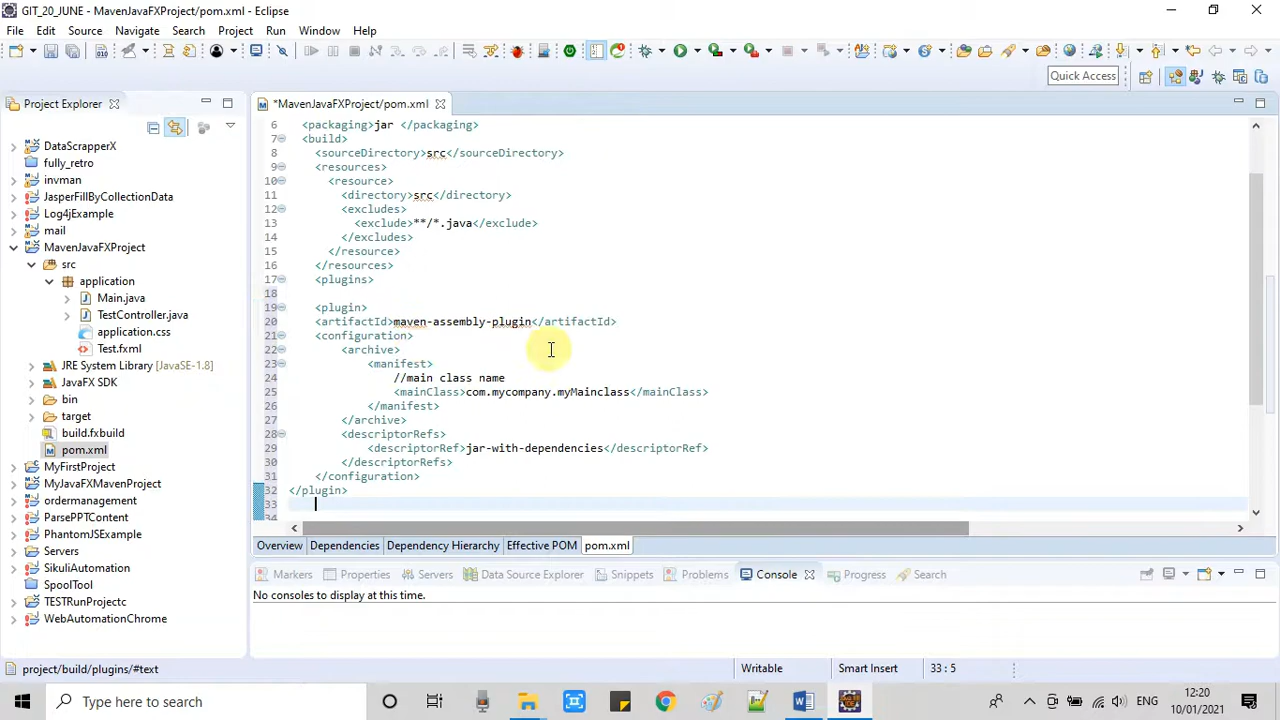 GIT_20_JUNE - MavenJavaFXProject/pom.xml - Eclipse
File Edit Source Navigate Search Project Run Window Help
Quick Access
Project Explorer
DataScrapperX
fully_retro
invman
JasperFillByCollectionData
Log4jExample
mail
MavenJavaFXProject
src
application
Main.java
TestController.java
application.css
Test.fxml
JRE System Library [JavaSE-1.8]
JavaFX SDK
bin
target
build.fxbuild
pom.xml
MyFirstProject
MyJavaFXMavenProject
ordermanagement
ParsePPTContent
PhantomJSExample
Servers
SikuliAutomation
SpoolTool
TESTRunProjectc
WebAutomationChrome
*MavenJavaFXProject/pom.xml
6 <packaging>jar </packaging>
7 <build>
8 <sourceDirectory>src</sourceDirectory>
9 <resources>
10 <resource>
11 <directory>src</directory>
12 <excludes>
13 <exclude>**/*.java</exclude>
14 </excludes>
15 </resource>
16 </resources>
17 <plugins>
18
19 <plugin>
20 <artifactId>maven-assembly-plugin</artifactId>
21 <configuration>
22 <archive>
23 <manifest>
24 //main class name
25 <mainClass>com.mycompany.myMainclass</mainClass>
26 </manifest>
27 </archive>
28 <descriptorRefs>
29 <descriptorRef>jar-with-dependencies</descriptorRef>
30 </descriptorRefs>
31 </configuration>
32 </plugin>
33
34
Overview Dependencies Dependency Hierarchy Effective POM pom.xml
Markers Properties Servers Data Source Explorer Snippets Problems Console Progress Search
No consoles to display at this time.
project/build/plugins/#text Writable Smart Insert 33 : 5
Type here to search
ENG
12:20
10/01/2021